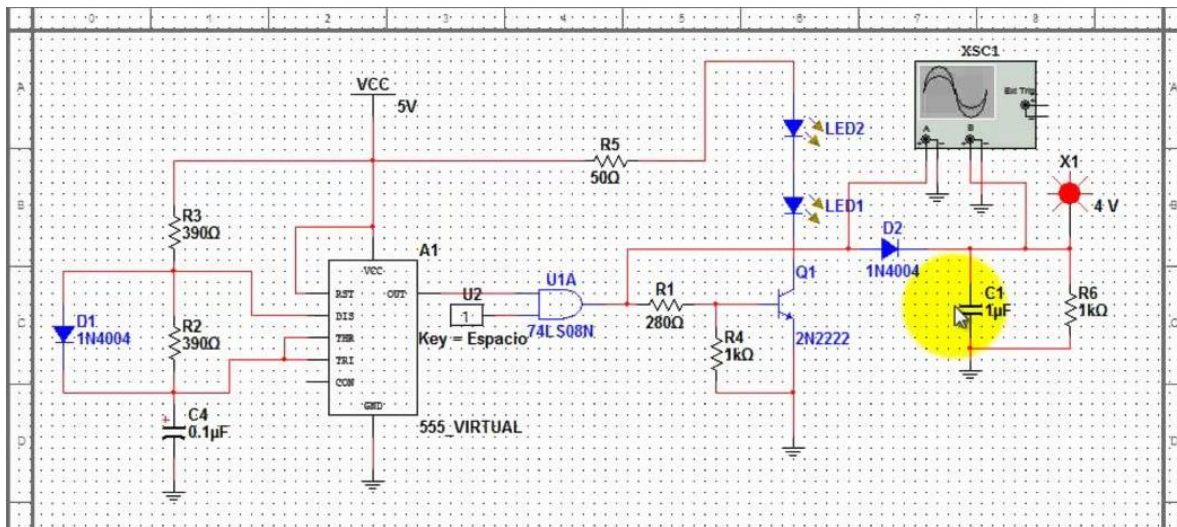 0 1 2 3 4 5 6 7 8
XSC1
A
A
VCC
5V
Ext Trig
A B
LED2
R5
50Ω
X1
4 V
B
B
LED1
R3
390Ω
D2
1N4004
A1
VCC
RST
OUT
DIS
THR
TRI
CON
GND
555_VIRTUAL
U1A
74LS08N
U2
1
Key = Espacio
Q1
2N2222
C1
1µF
R6
1kΩ
R1
280Ω
R4
1kΩ
C
C
D1
1N4004
R2
390Ω
C4
0.1µF
D
D